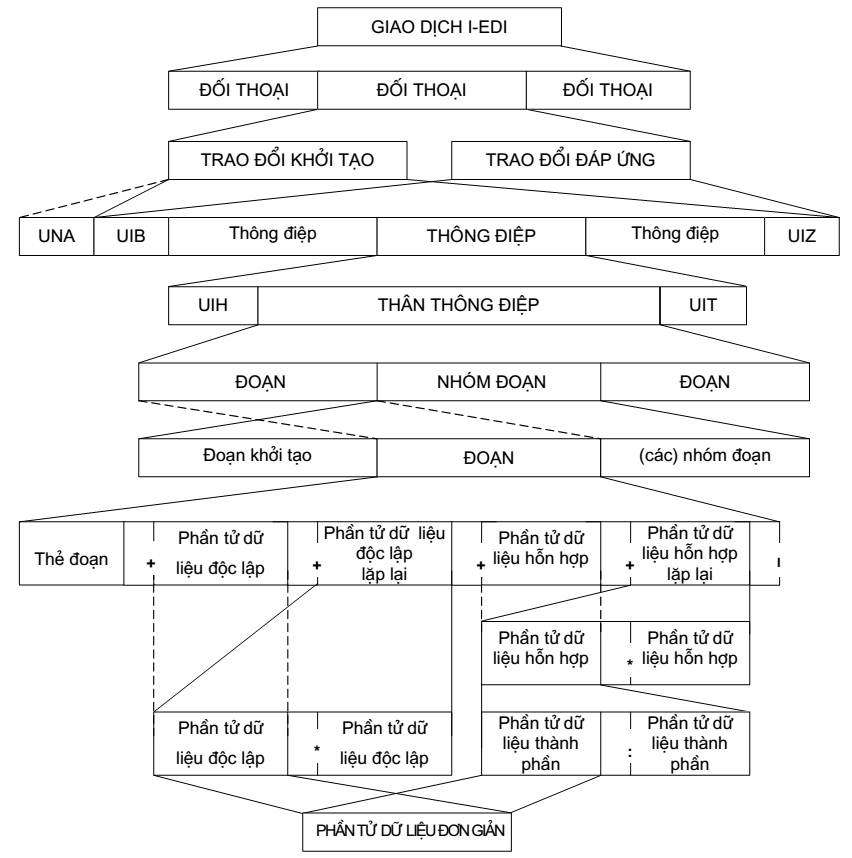 GIAO DỊCH I-EDI
ĐỐI THOẠI ĐỐI THOẠI ĐỐI THOẠI
TRAO ĐỔI KHỞI TẠO TRAO ĐỔI ĐÁP ỨNG
UNA UIB Thông điệp THÔNG ĐIỆP Thông điệp UIZ
UIH THÂN THÔNG ĐIỆP UIT
ĐOẠN NHÓM ĐOẠN ĐOẠN
Đoạn khởi tạo ĐOẠN (các) nhóm đoạn
Thẻ đoạn
+
Phần tử dữ
liệu độc lập
+
Phần tử dữ liệu
độc lập
lặp lại
+
Phần tử dữ
liệu hỗn hợp
+
Phần tử dữ
liệu hỗn hợp
lặp lại
'
Phần tử dữ
liệu hỗn hợp
*
Phần tử dữ
liệu hỗn hợp
Phần tử dữ
liệu độc lập
*
Phần tử dữ
liệu độc lập
Phần tử dữ
liệu thành
phần
:
Phần tử dữ
liệu thành
phần
PHẦN TỬ DỮ LIỆU ĐƠN GIẢN